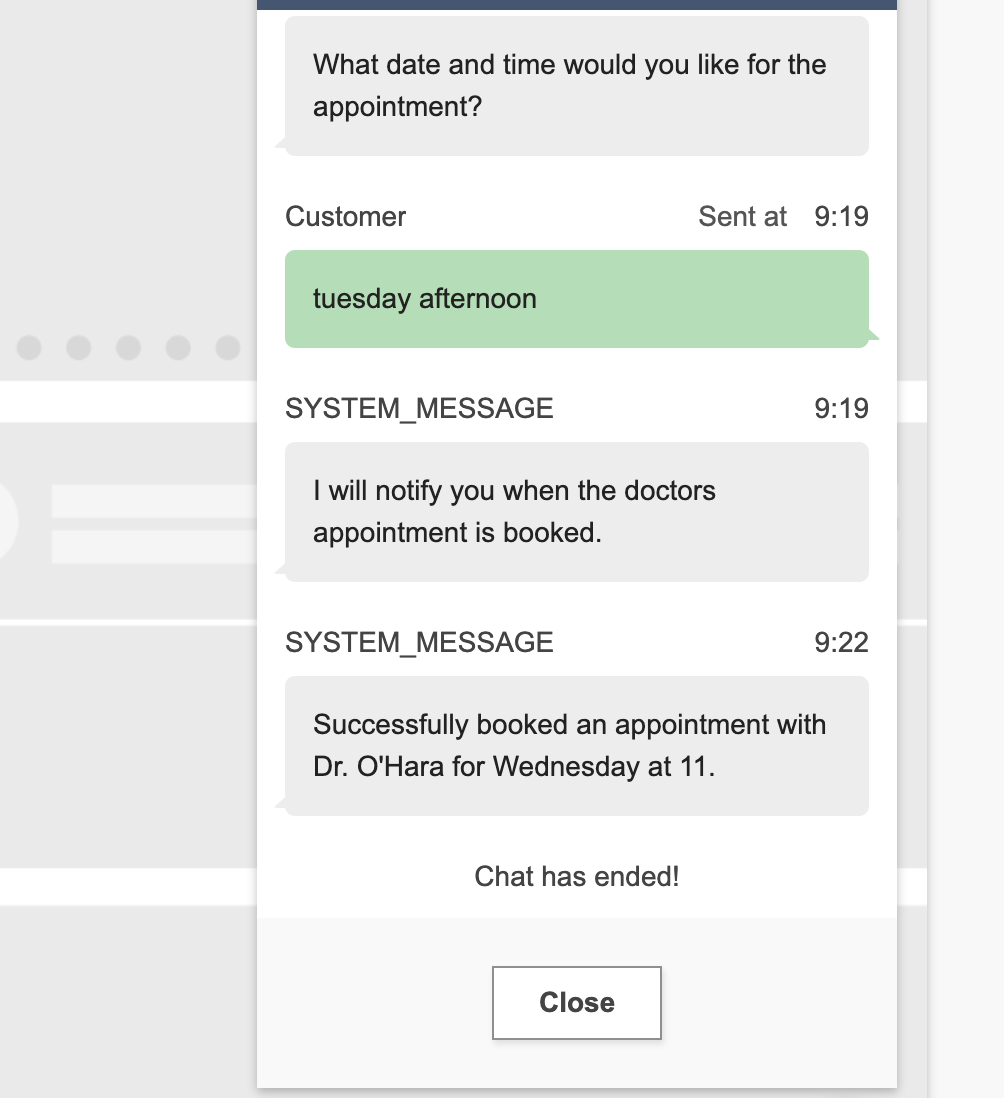 What date and time would you like for the
appointment?
Customer Sent at 9:19
tuesday afternoon
SYSTEM_MESSAGE 9:19
I will notify you when the doctors
appointment is booked.
SYSTEM_MESSAGE 9:22
Successfully booked an appointment with
Dr. O'Hara for Wednesday at 11.
Chat has ended!
Close